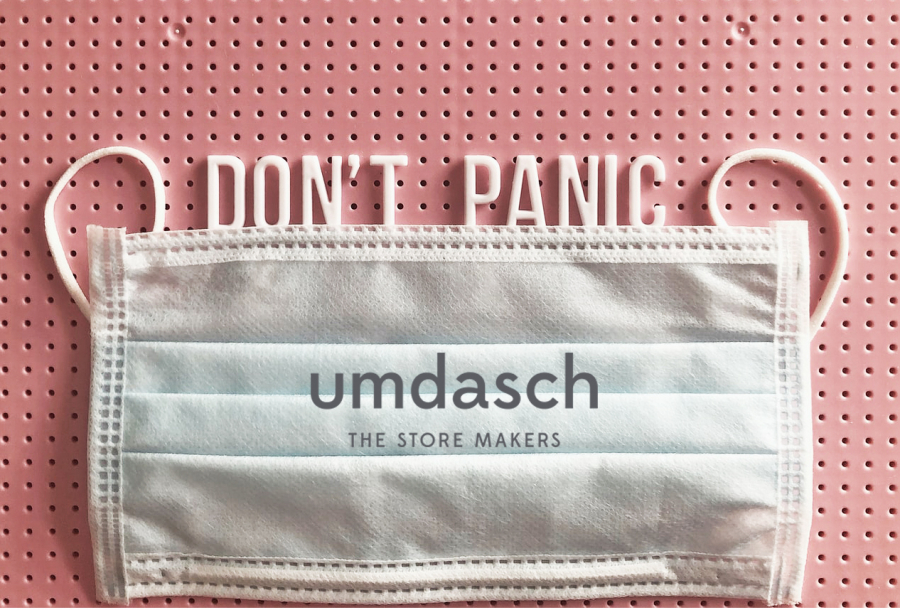 DON'T PANIC
umdasch
THE STORE MAKERS